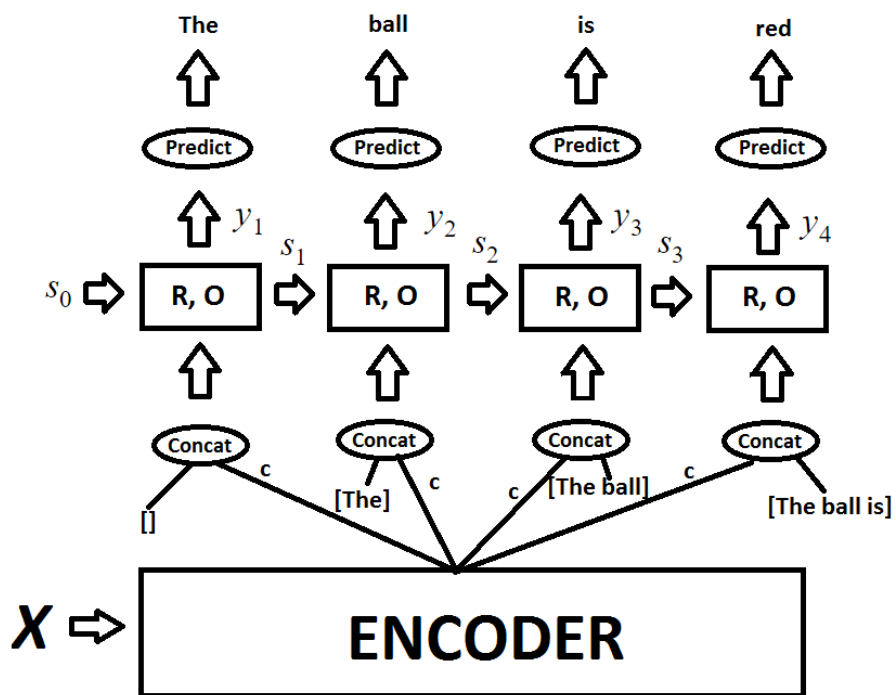 The ball is red
Predict Predict Predict Predict
y1 y2 y3 y4
s0 s1 s2 s3
R, O R, O R, O R, O
Concat Concat Concat Concat
c c c c
[] [The] [The ball] [The ball is]
X ENCODER